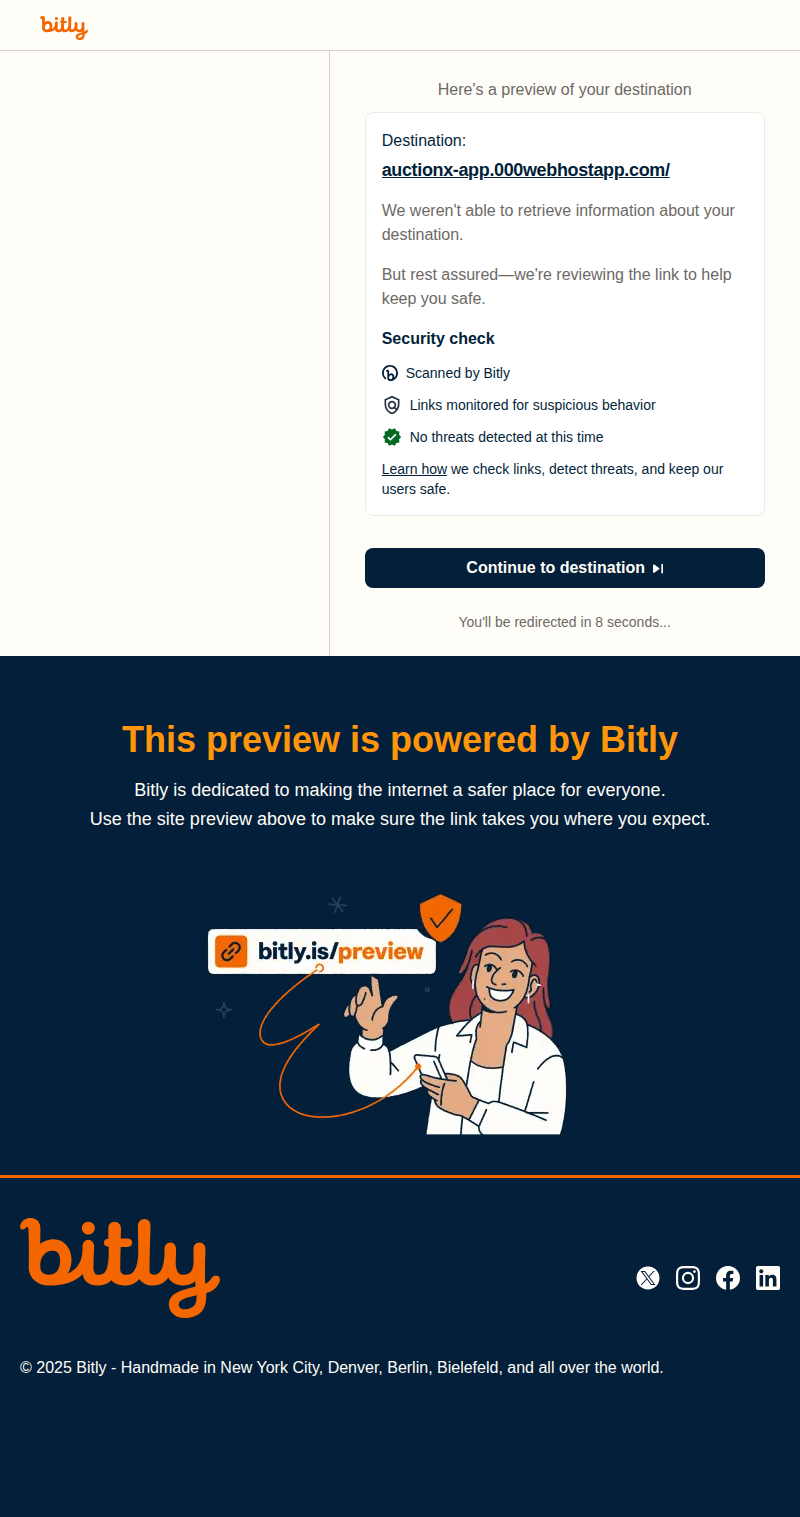 bitly
Here's a preview of your destination
Destination:
auctionx-app.000webhostapp.com/
We weren't able to retrieve information about your
destination.
But rest assured—we're reviewing the link to help
keep you safe.
Security check
Scanned by Bitly
Links monitored for suspicious behavior
No threats detected at this time
Learn how we check links, detect threats, and keep our
users safe.
Continue to destination
You'll be redirected in 8 seconds...
This preview is powered by Bitly
Bitly is dedicated to making the internet a safer place for everyone.
Use the site preview above to make sure the link takes you where you expect.
bitly.is/preview
bitly
© 2025 Bitly - Handmade in New York City, Denver, Berlin, Bielefeld, and all over the world.